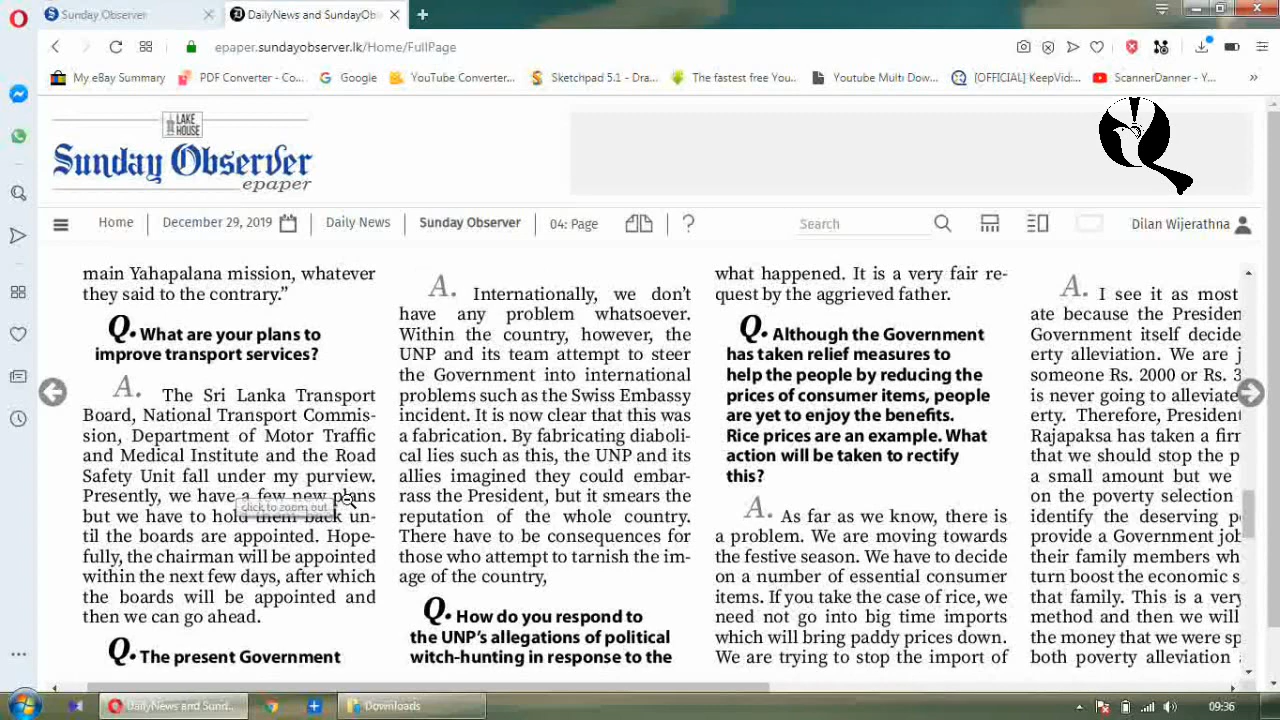 Sunday Observer
DailyNews and SundayOb
epaper.sundayobserver.lk/Home/FullPage
My eBay Summary
PDF Converter - Co...
Google
YouTube Converter...
Sketchpad 5.1 - Dra...
The fastest free You...
Youtube Multi Dow...
[OFFICIAL] KeepVid:...
ScannerDanner - Y...
LAKE
HOUSE
Sunday Observer
epaper
Home
December 29, 2019
Daily News
Sunday Observer
04: Page
?
Search
Dilan Wijerathna
main Yahapalana mission, whatever
they said to the contrary."
Q. What are your plans to
improve transport services?
A. The Sri Lanka Transport
Board, National Transport Commis-
sion, Department of Motor Traffic
and Medical Institute and the Road
Safety Unit fall under my purview.
Presently, we have a few new plans
click to zoom out
but we have to hold them back un-
til the boards are appointed. Hope-
fully, the chairman will be appointed
within the next few days, after which
the boards will be appointed and
then we can go ahead.
Q. The present Government
A. Internationally, we don't
have any problem whatsoever.
Within the country, however, the
UNP and its team attempt to steer
the Government into international
problems such as the Swiss Embassy
incident. It is now clear that this was
a fabrication. By fabricating diaboli-
cal lies such as this, the UNP and its
allies imagined they could embar-
rass the President, but it smears the
reputation of the whole country.
There have to be consequences for
those who attempt to tarnish the im-
age of the country,
Q. How do you respond to
the UNP's allegations of political
witch-hunting in response to the
what happened. It is a very fair re-
quest by the aggrieved father.
Q. Although the Government
has taken relief measures to
help the people by reducing the
prices of consumer items, people
are yet to enjoy the benefits.
Rice prices are an example. What
action will be taken to rectify
this?
A. As far as we know, there is
a problem. We are moving towards
the festive season. We have to decide
on a number of essential consumer
items. If you take the case of rice, we
need not go into big time imports
which will bring paddy prices down.
We are trying to stop the import of
A. I see it as most
ate because the Presiden
Government itself decide
erty alleviation. We are j
someone Rs. 2000 or Rs. 3
is never going to alleviate
erty. Therefore, President
Rajapaksa has taken a firm
that we should stop the p
a small amount but we
on the poverty selection
identify the deserving p
provide a Government job
their family members wh
turn boost the economic s
that family. This is a very
method and then we will
the money that we were sp
both poverty alleviation
DailyNews and Sund...
Downloads
09:36